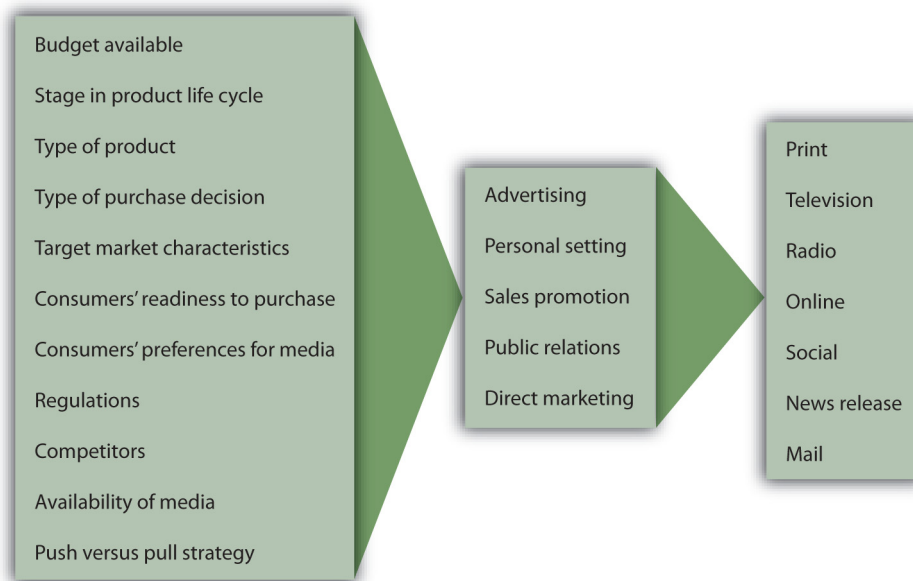 Budget available
Stage in product life cycle
Type of product
Type of purchase decision
Target market characteristics
Consumers’ readiness to purchase
Consumers’ preferences for media
Regulations
Competitors
Availability of media
Push versus pull strategy
Advertising
Personal setting
Sales promotion
Public relations
Direct marketing
Print
Television
Radio
Online
Social
News release
Mail